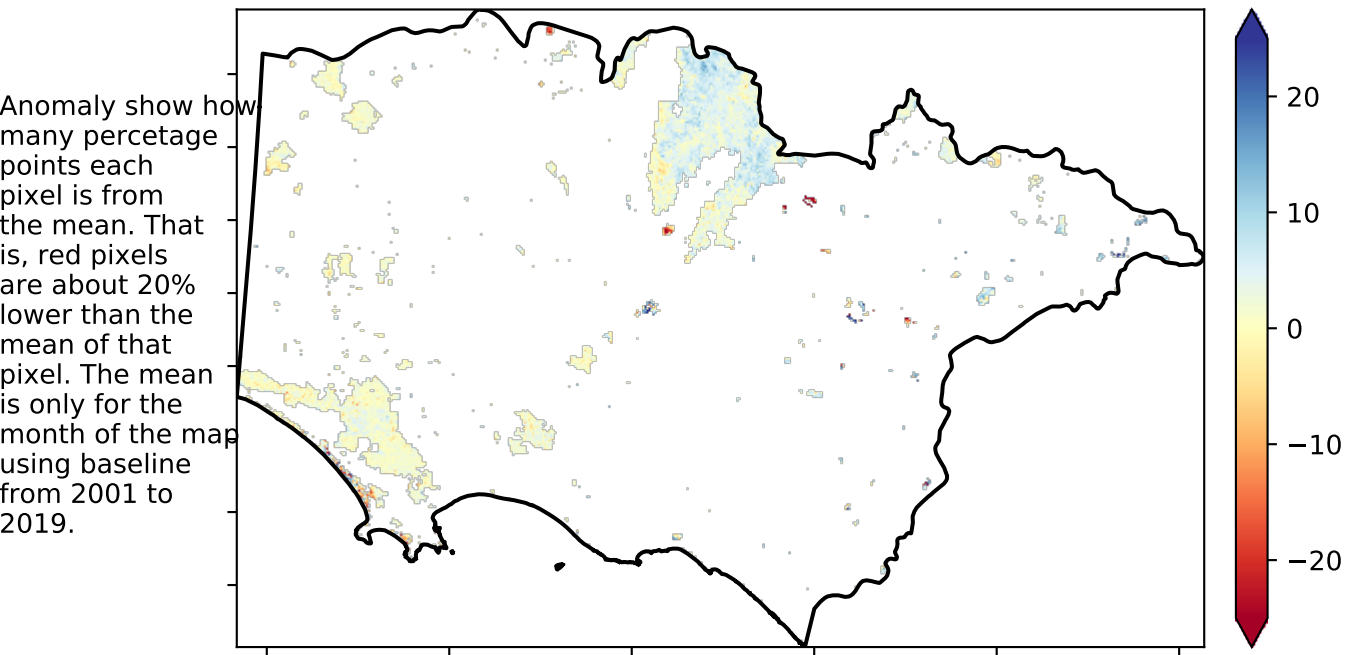 Anomaly show how
many percetage
points each
pixel is from
the mean. That
is, red pixels
are about 20%
lower than the
mean of that
pixel. The mean
is only for the
month of the map
using baseline
from 2001 to
2019.
20
10
0
−10
−20